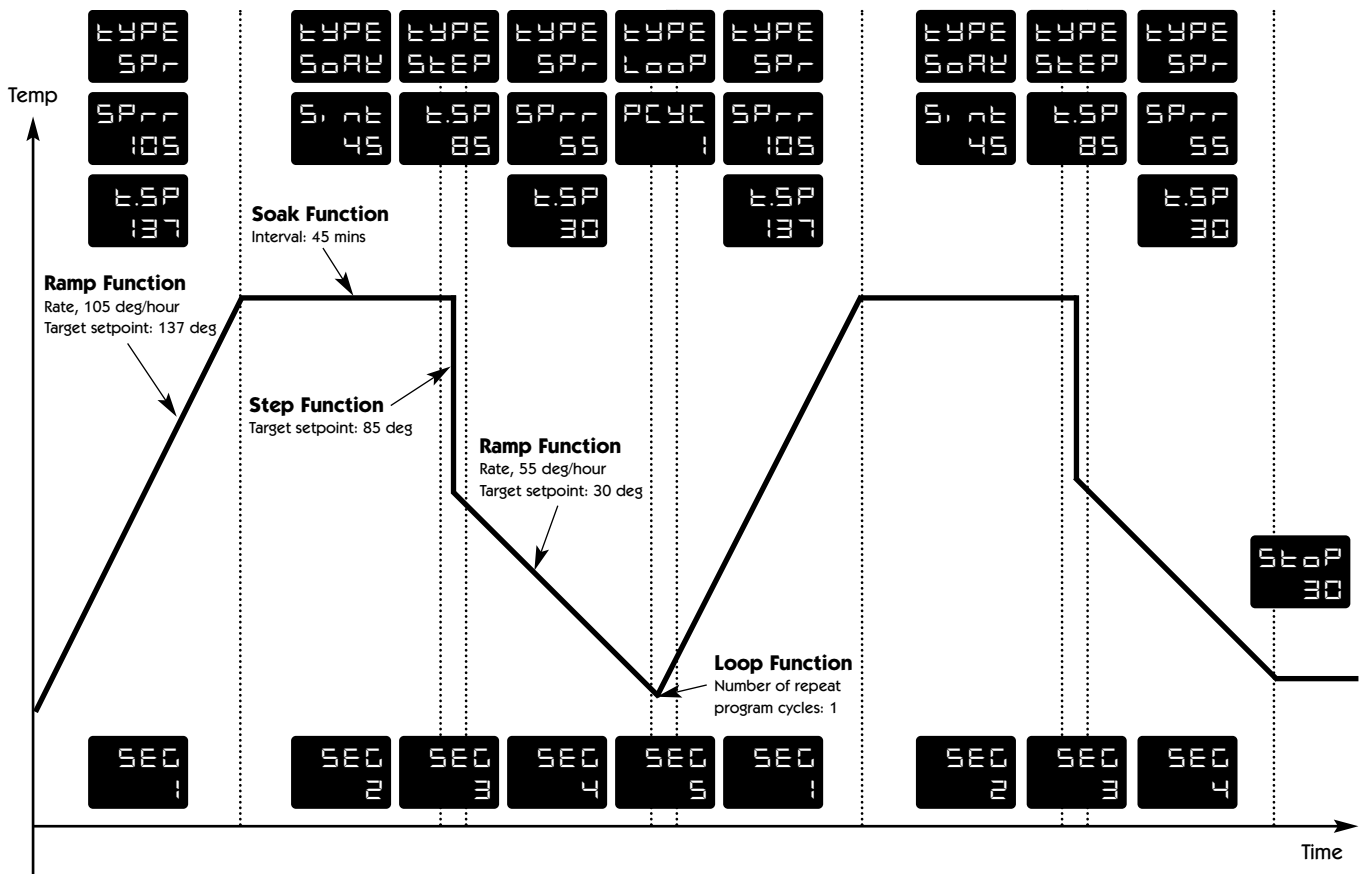 tYPE
SPr
tYPE
SoAK
tYPE
StEP
tYPE
SPr
tYPE
LooP
tYPE
SPr
tYPE
SoAK
tYPE
StEP
tYPE
SPr
Temp
SPrr
105
S, nt
45
t.SP
85
SPrr
55
PCYC
1
SPrr
105
S, nt
45
t.SP
85
SPrr
55
t.SP
137
t.SP
30
t.SP
137
t.SP
30
Soak Function
Interval: 45 mins
Ramp Function
Rate, 105 deg/hour
Target setpoint: 137 deg
Step Function
Target setpoint: 85 deg
Ramp Function
Rate, 55 deg/hour
Target setpoint: 30 deg
StoP
30
Loop Function
Number of repeat
program cycles: 1
SEG
1
SEG
2
SEG
3
SEG
4
SEG
5
SEG
1
SEG
2
SEG
3
SEG
4
Time